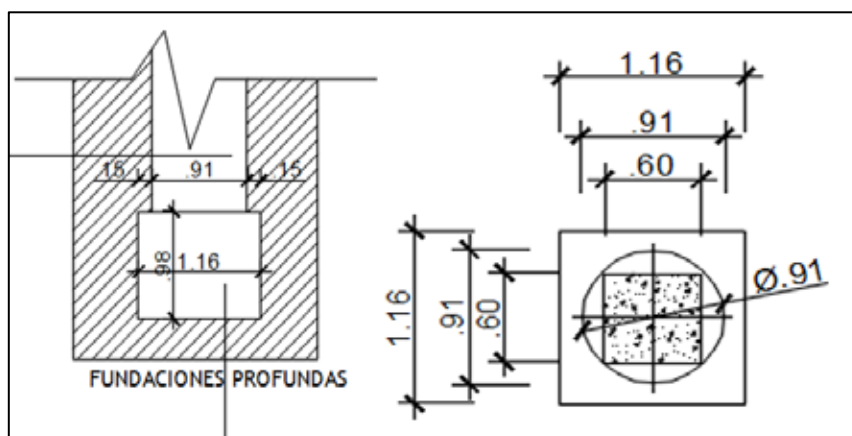 .15 .91 .15
.98
1.16
FUNDACIONES PROFUNDAS
1.16
.91
.60
1.16
.91
.60
Ø.91